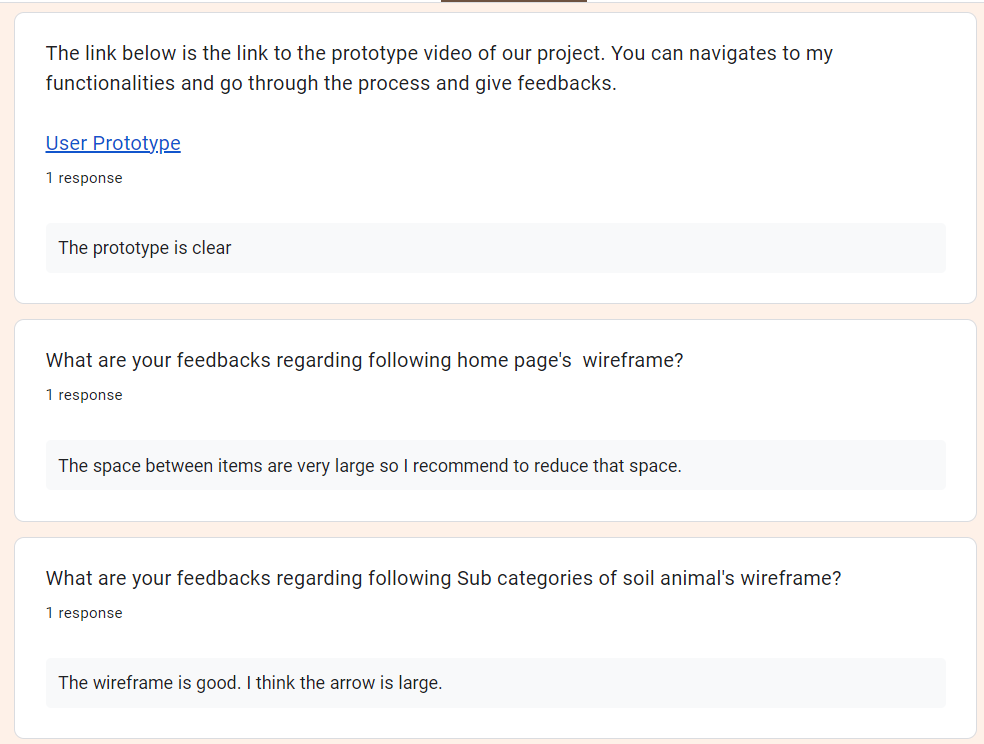 The link below is the link to the prototype video of our project. You can navigates to my
functionalities and go through the process and give feedbacks.
User Prototype
1 response
The prototype is clear
What are your feedbacks regarding following home page's  wireframe?
1 response
The space between items are very large so I recommend to reduce that space.
What are your feedbacks regarding following Sub categories of soil animal's wireframe?
1 response
The wireframe is good. I think the arrow is large.